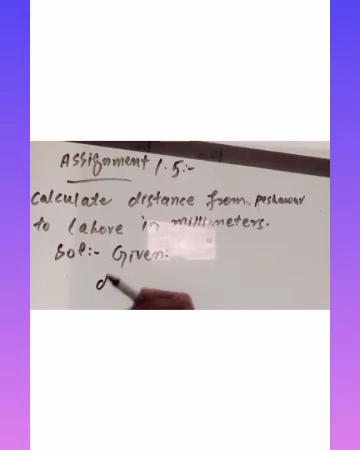 Assignment 1.5:-
Calculate distance from peshawar
to Lahore in millimeters.
Sol:- Given:
d